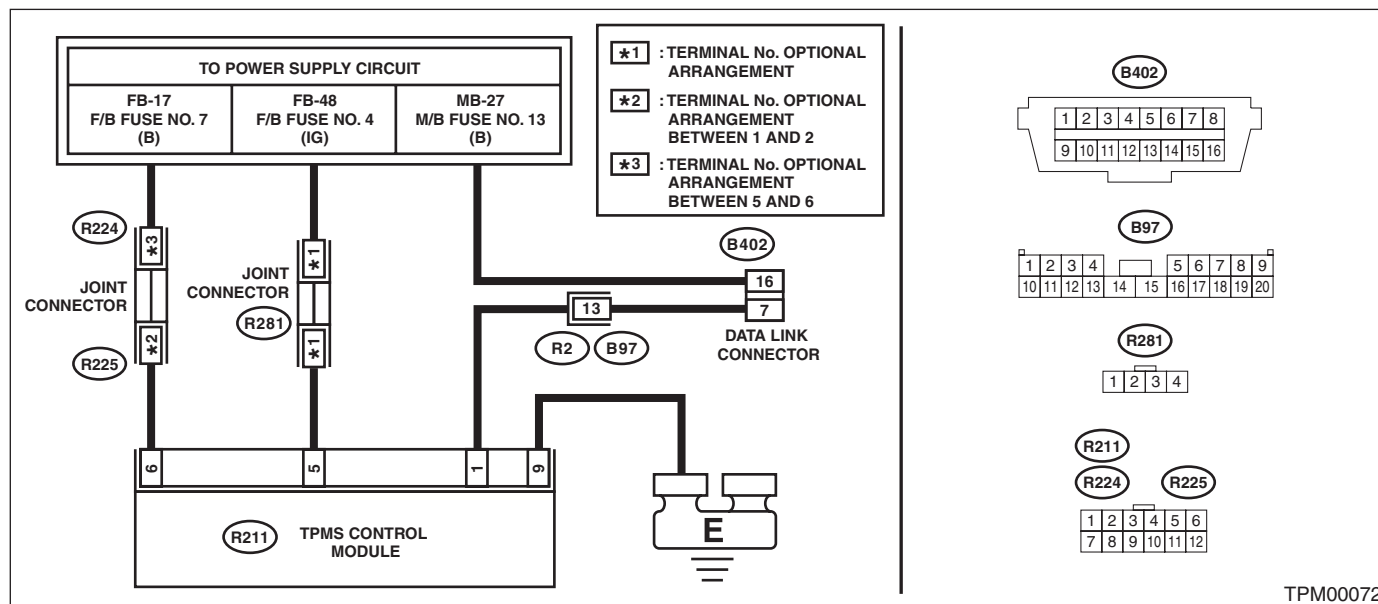 TO POWER SUPPLY CIRCUIT
FB-17
F/B FUSE NO. 7
(B)
FB-48
F/B FUSE NO. 4
(IG)
MB-27
M/B FUSE NO. 13
(B)
*1 : TERMINAL No. OPTIONAL
ARRANGEMENT
*2 : TERMINAL No. OPTIONAL
ARRANGEMENT
BETWEEN 1 AND 2
*3 : TERMINAL No. OPTIONAL
ARRANGEMENT
BETWEEN 5 AND 6
R224
*3
JOINT
CONNECTOR
*2
R225
*1
JOINT
CONNECTOR
R281
*1
B402
16
7
DATA LINK
CONNECTOR
13
R2 B97
6 5 1 9
R211 TPMS CONTROL
MODULE
E
B402
1 2 3 4 5 6 7 8
9 10 11 12 13 14 15 16
B97
1 2 3 4 5 6 7 8 9
10 11 12 13 14 15 16 17 18 19 20
R281
1 2 3 4
R211
R224 R225
1 2 3 4 5 6
7 8 9 10 11 12
TPM00072